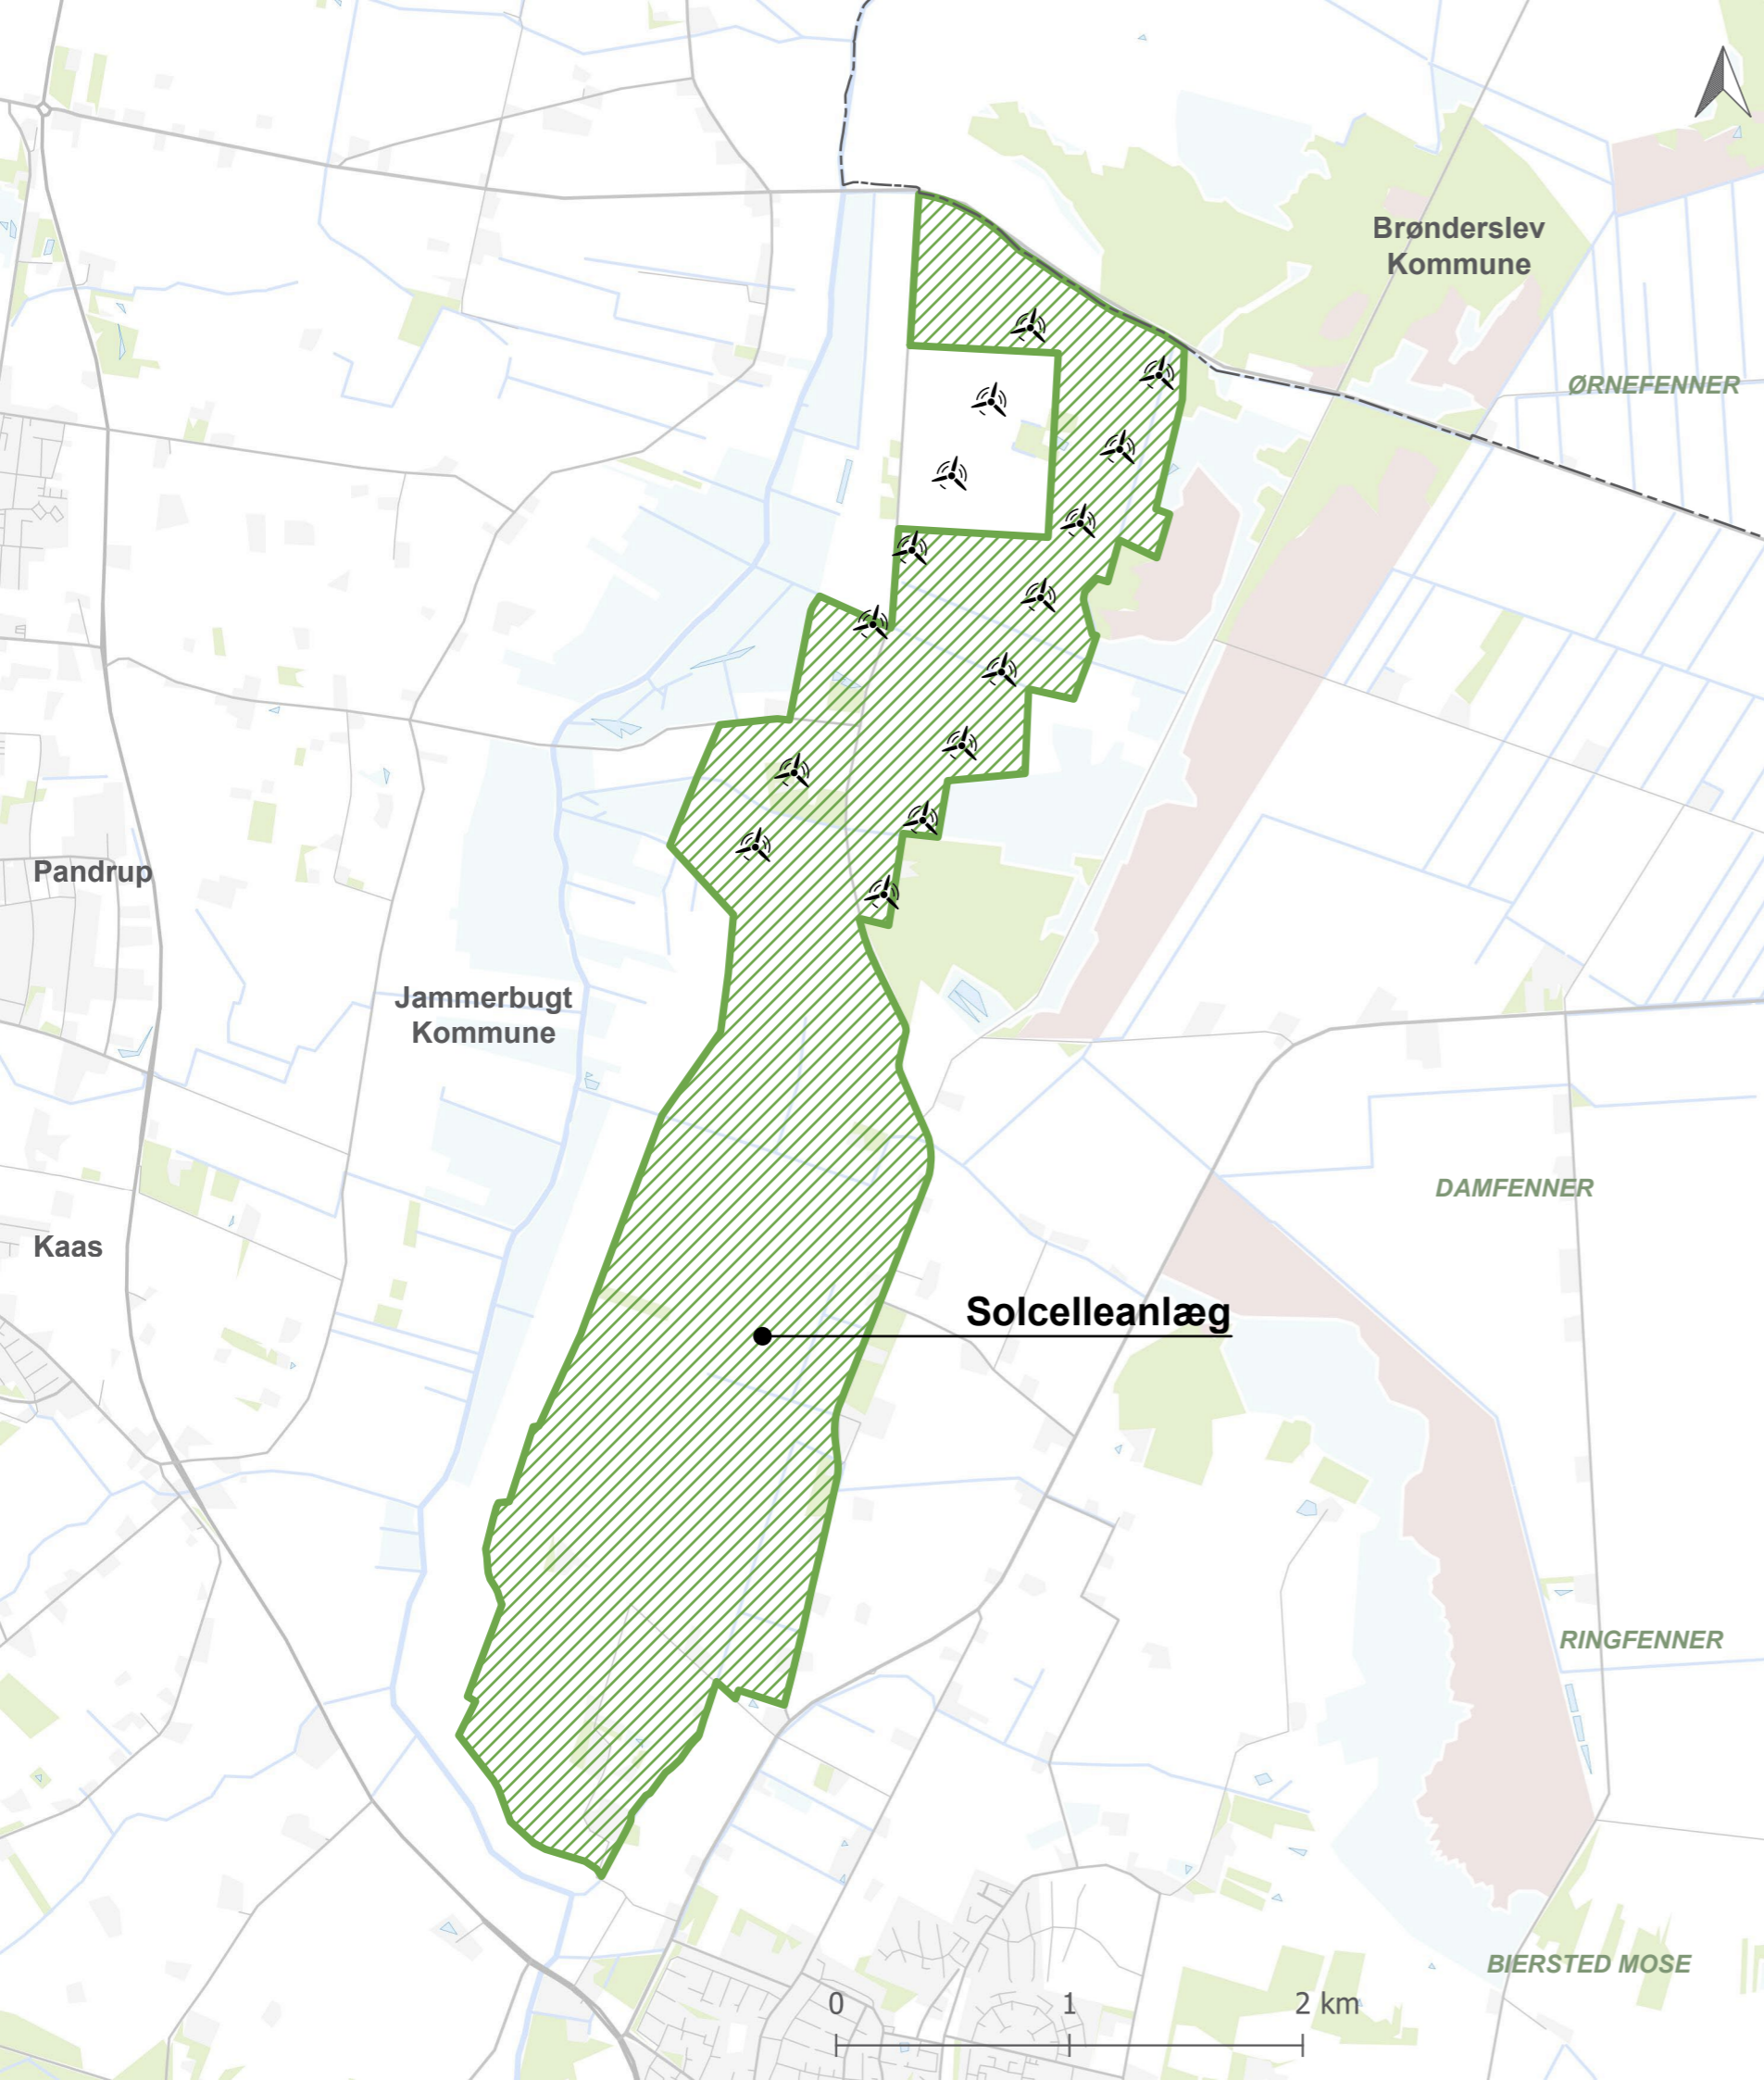 Brønderslev
Kommune
ØRNEFENNER
Pandrup
Jammerbugt
Kommune
DAMFENNER
Kaas
Solcelleanlæg
RINGFENNER
BIERSTED MOSE
0 1 2 km